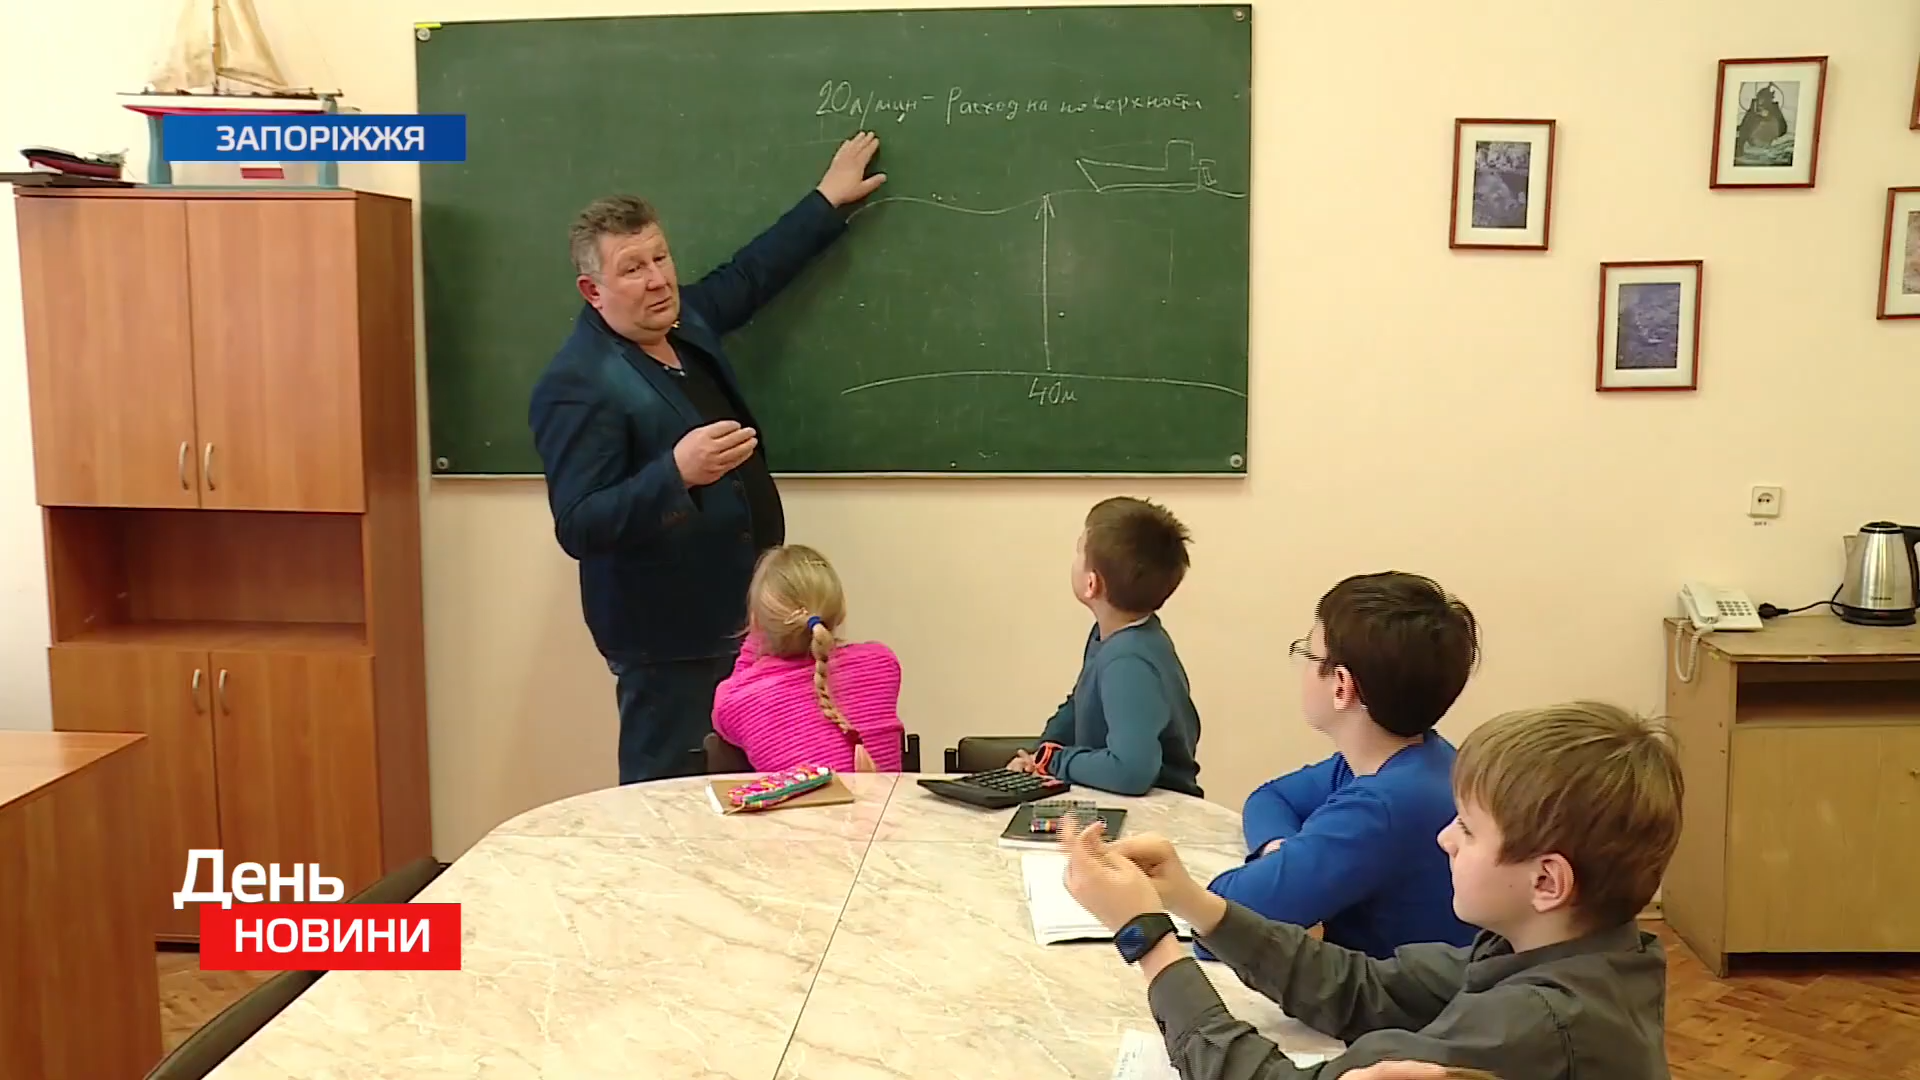 20л/мин - Расход на поверхности
ЗАПОРІЖЖЯ
40м
День
НОВИНИ